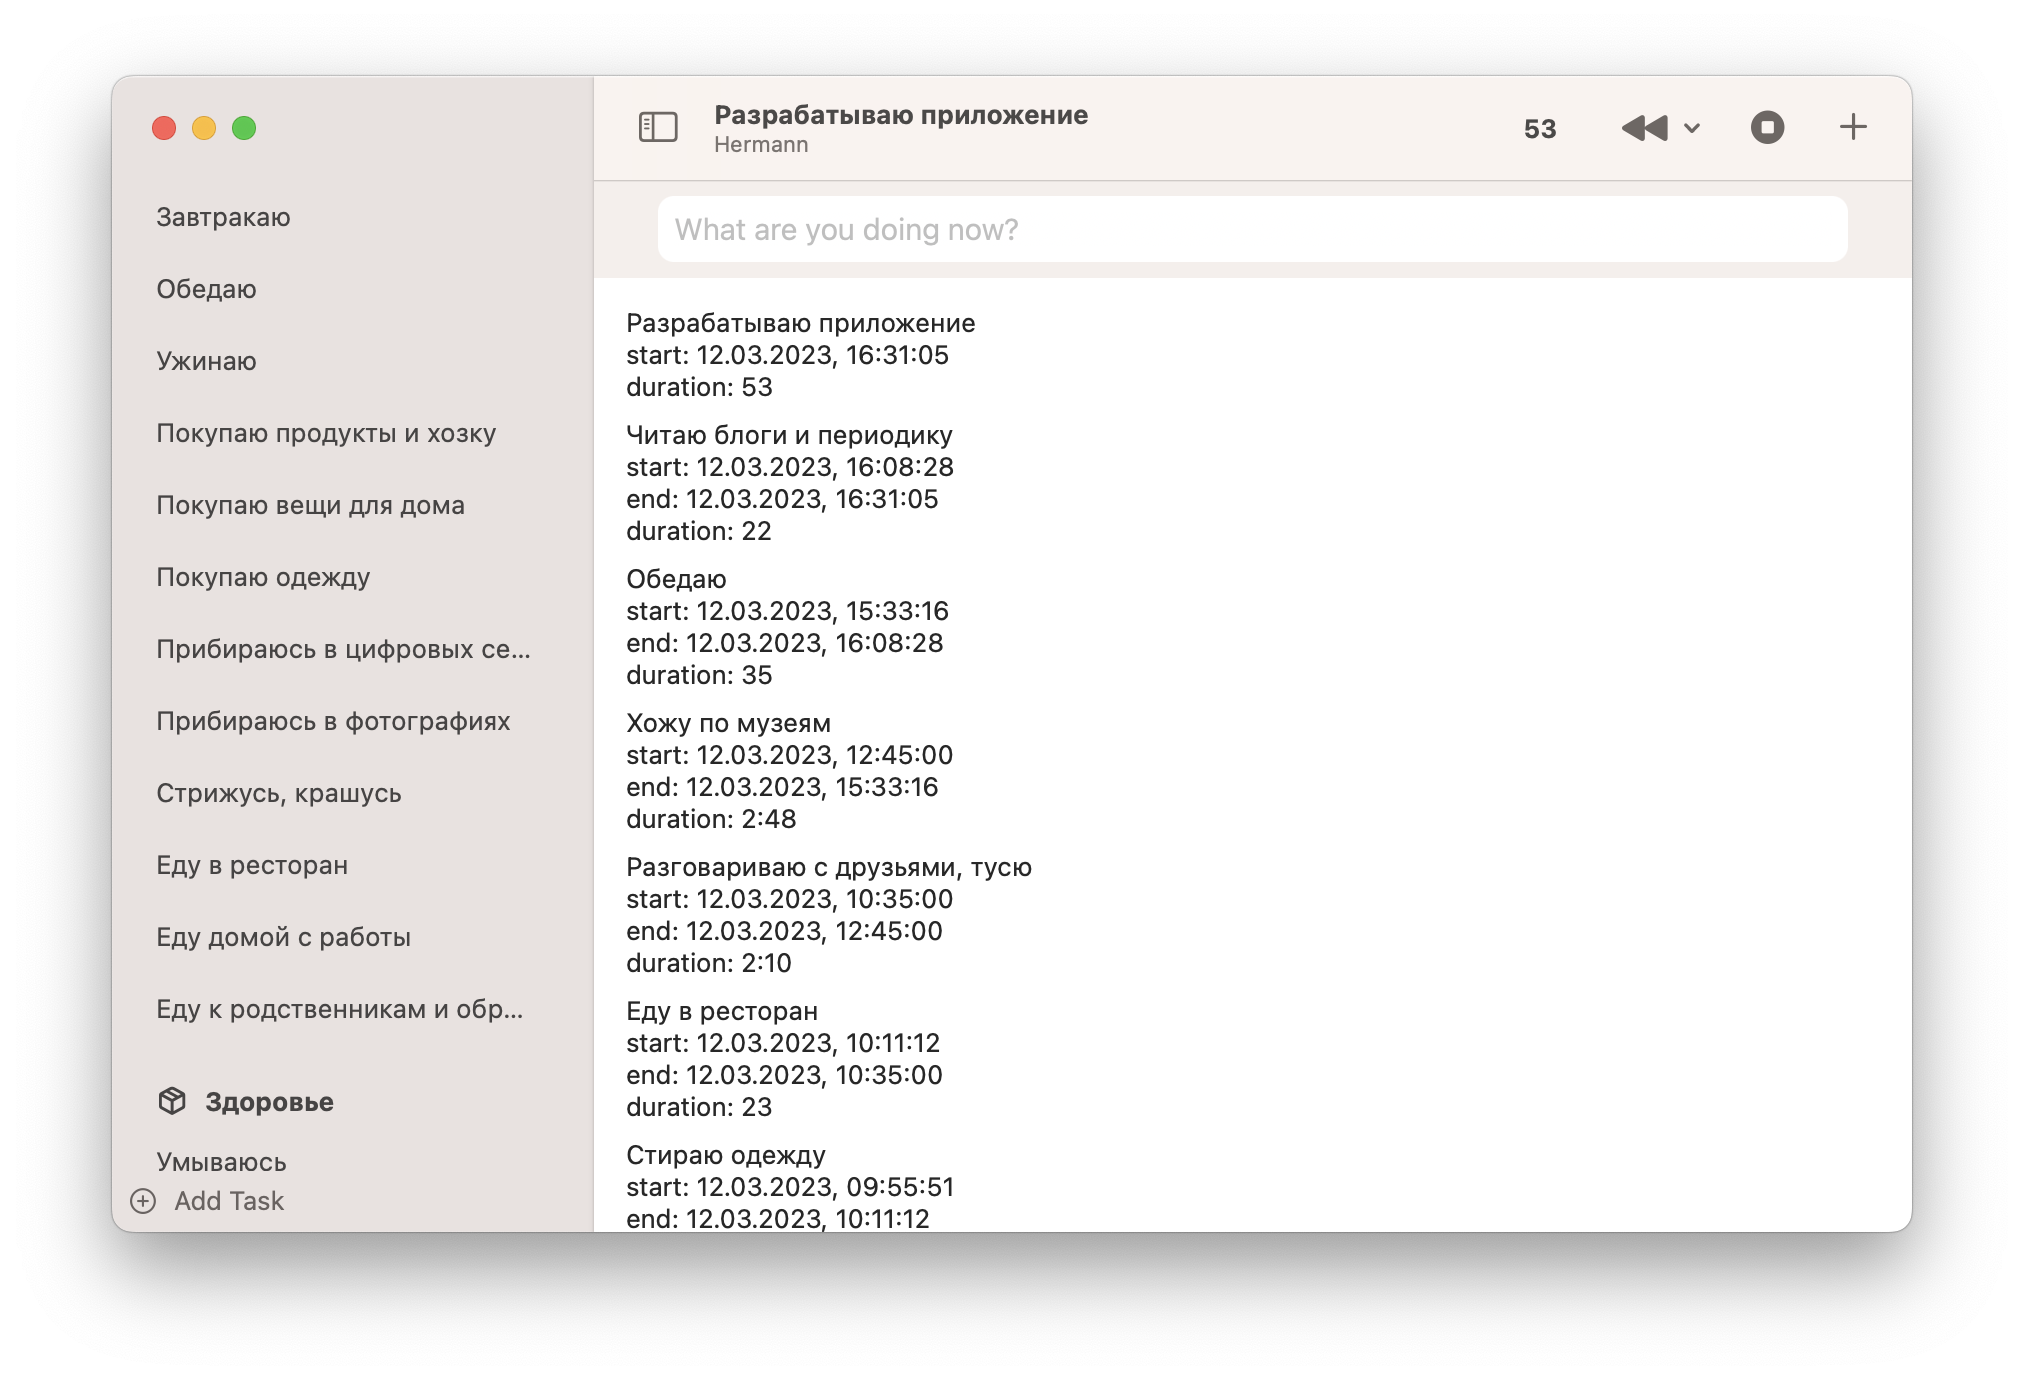 Завтракаю
Обедаю
Ужинаю
Покупаю продукты и хозку
Покупаю вещи для дома
Покупаю одежду
Прибираюсь в цифровых се...
Прибираюсь в фотографиях
Стрижусь, крашусь
Еду в ресторан
Еду домой с работы
Еду к родственникам и обр...
Здоровье
Умываюсь
Add Task
Разрабатываю приложение
Hermann
53
What are you doing now?
Разрабатываю приложение
start: 12.03.2023, 16:31:05
duration: 53
Читаю блоги и периодику
start: 12.03.2023, 16:08:28
end: 12.03.2023, 16:31:05
duration: 22
Обедаю
start: 12.03.2023, 15:33:16
end: 12.03.2023, 16:08:28
duration: 35
Хожу по музеям
start: 12.03.2023, 12:45:00
end: 12.03.2023, 15:33:16
duration: 2:48
Разговариваю с друзьями, тусю
start: 12.03.2023, 10:35:00
end: 12.03.2023, 12:45:00
duration: 2:10
Еду в ресторан
start: 12.03.2023, 10:11:12
end: 12.03.2023, 10:35:00
duration: 23
Стираю одежду
start: 12.03.2023, 09:55:51
end: 12.03.2023, 10:11:12